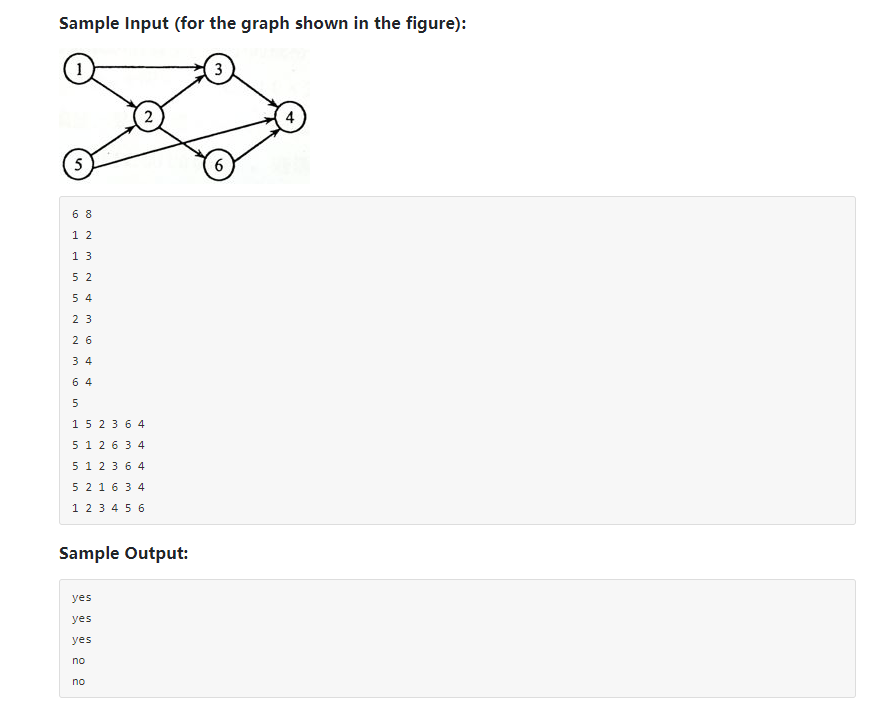 Sample Input (for the graph shown in the figure):
1 3
2 4
5 6
6 8
1 2
1 3
5 2
5 4
2 3
2 6
3 4
6 4
5
1 5 2 3 6 4
5 1 2 6 3 4
5 1 2 3 6 4
5 2 1 6 3 4
1 2 3 4 5 6
Sample Output:
yes
yes
yes
no
no